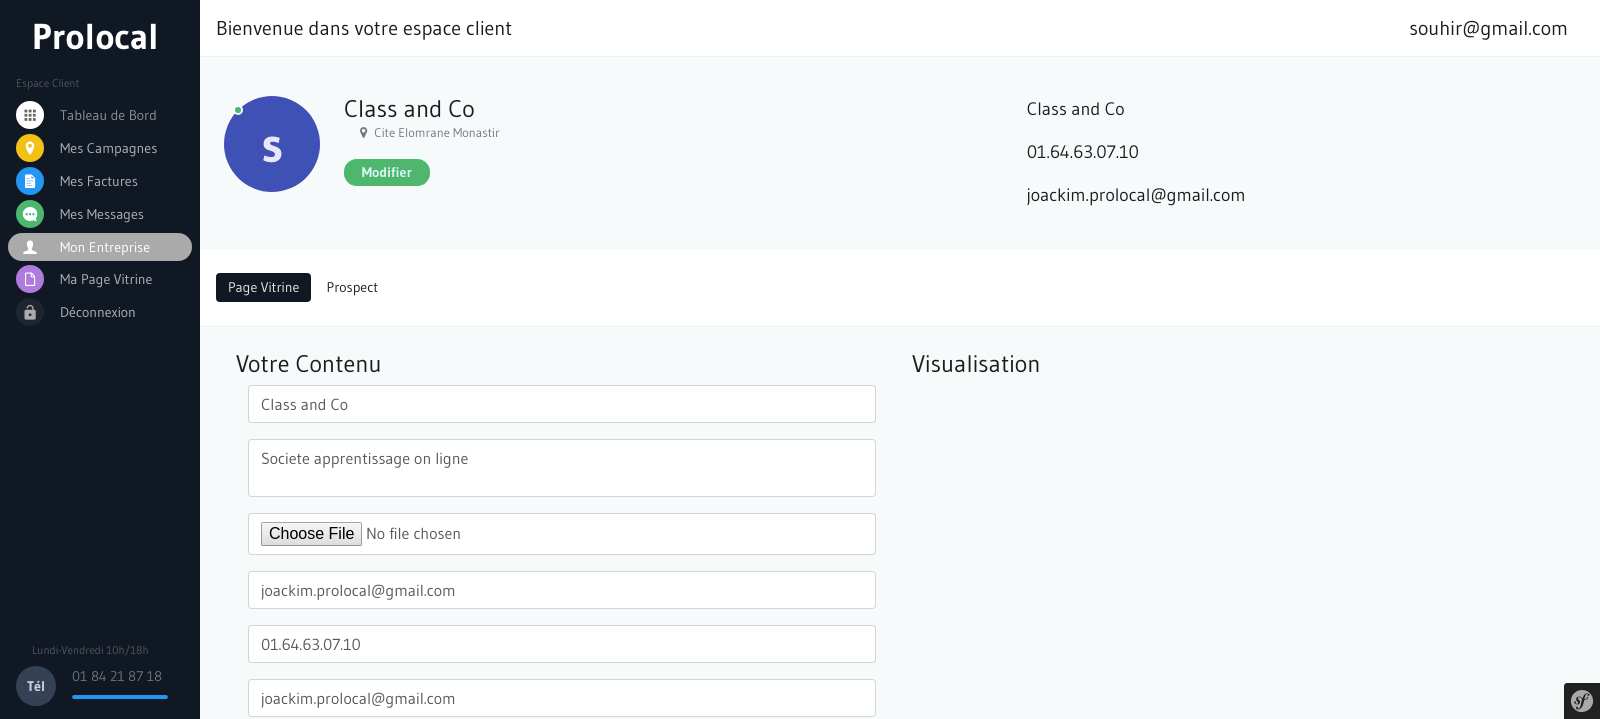 Prolocal
Espace Client
Tableau de Bord
Mes Campagnes
Mes Factures
Mes Messages
Mon Entreprise
Ma Page Vitrine
Déconnexion
Lundi-Vendredi 10h/18h
Tél
01 84 21 87 18
Bienvenue dans votre espace client
souhir@gmail.com
s
Class and Co
Cite Elomrane Monastir
Modifier
Class and Co
01.64.63.07.10
joackim.prolocal@gmail.com
Page Vitrine
Prospect
Votre Contenu
Class and Co
Societe apprentissage on ligne
Choose File No file chosen
joackim.prolocal@gmail.com
01.64.63.07.10
joackim.prolocal@gmail.com
Visualisation
sf